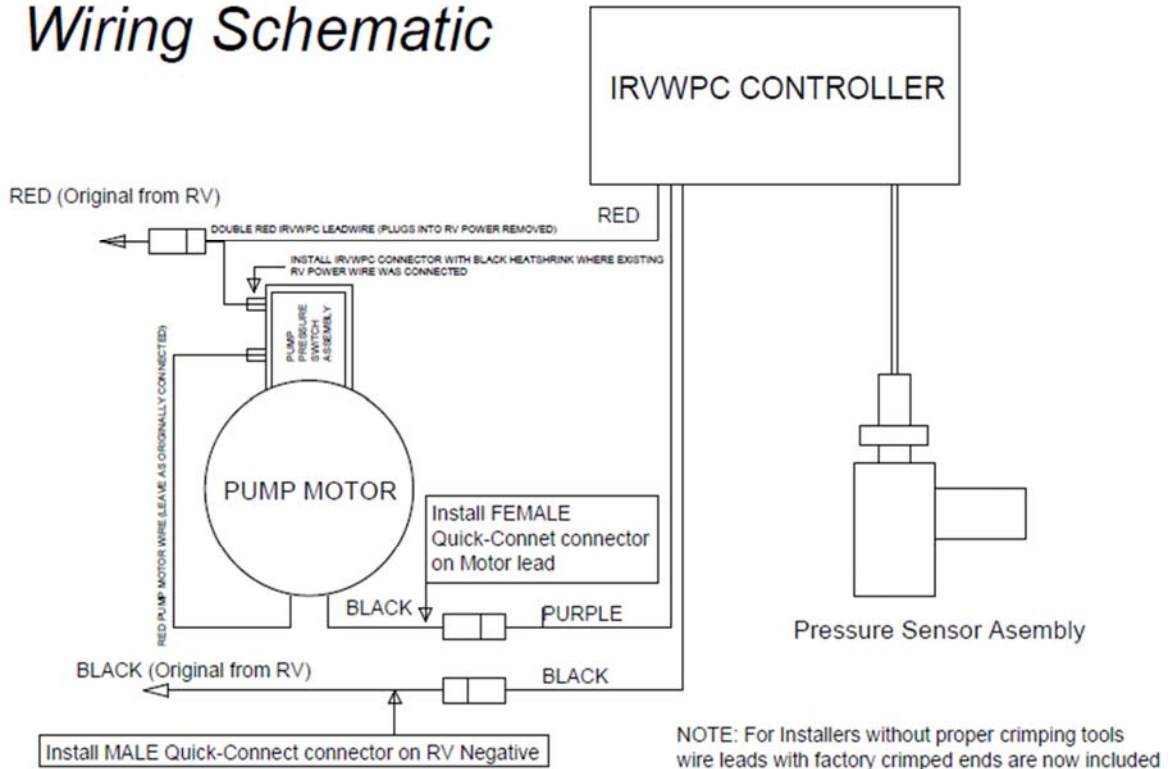 Wiring Schematic
IRVWPC CONTROLLER
RED (Original from RV)
RED
DOUBLE RED IRVWPC LEADWIRE (PLUGS INTO RV POWER REMOVED)
INSTALL IRVWPC CONNECTOR WITH BLACK HEATSHRINK WHERE EXISTING
RV POWER WIRE WAS CONNECTED
PUMP
PRESSURE
SWITCH
ASSEMBLY
RED PUMP MOTOR WIRE (LEAVE AS ORIGINALLY CONNECTED)
PUMP MOTOR
Install FEMALE
Quick-Connet connector
on Motor lead
BLACK
PURPLE
Pressure Sensor Asembly
BLACK (Original from RV)
BLACK
Install MALE Quick-Connect connector on RV Negative
NOTE: For Installers without proper crimping tools
wire leads with factory crimped ends are now included